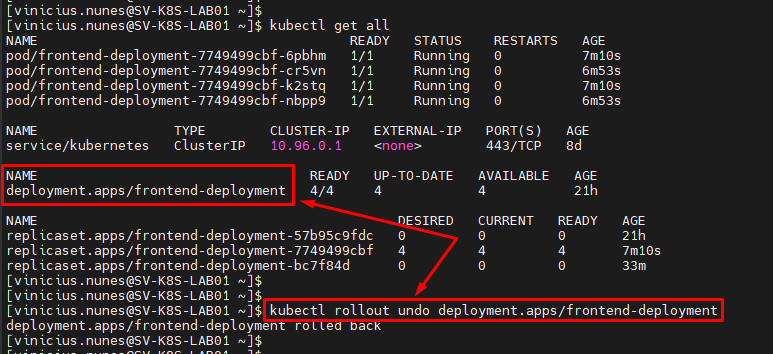 [vinicius.nunes@SV-K8S-LAB01 ~]$
[vinicius.nunes@SV-K8S-LAB01 ~]$ kubectl get all
NAME READY STATUS RESTARTS AGE
pod/frontend-deployment-7749499cbf-6pbhm 1/1 Running 0 7m10s
pod/frontend-deployment-7749499cbf-cr5vn 1/1 Running 0 6m53s
pod/frontend-deployment-7749499cbf-k2stq 1/1 Running 0 7m10s
pod/frontend-deployment-7749499cbf-nbpp9 1/1 Running 0 6m53s
NAME TYPE CLUSTER-IP EXTERNAL-IP PORT(S) AGE
service/kubernetes ClusterIP 10.96.0.1 <none> 443/TCP 8d
NAME READY UP-TO-DATE AVAILABLE AGE
deployment.apps/frontend-deployment 4/4 4 4 21h
NAME DESIRED CURRENT READY AGE
replicaset.apps/frontend-deployment-57b95c9fdc 0 0 0 21h
replicaset.apps/frontend-deployment-7749499cbf 4 4 4 7m10s
replicaset.apps/frontend-deployment-bc7f84d 0 0 0 33m
[vinicius.nunes@SV-K8S-LAB01 ~]$
[vinicius.nunes@SV-K8S-LAB01 ~]$
[vinicius.nunes@SV-K8S-LAB01 ~]$ kubectl rollout undo deployment.apps/frontend-deployment
deployment.apps/frontend-deployment rolled back
[vinicius.nunes@SV-K8S-LAB01 ~]$